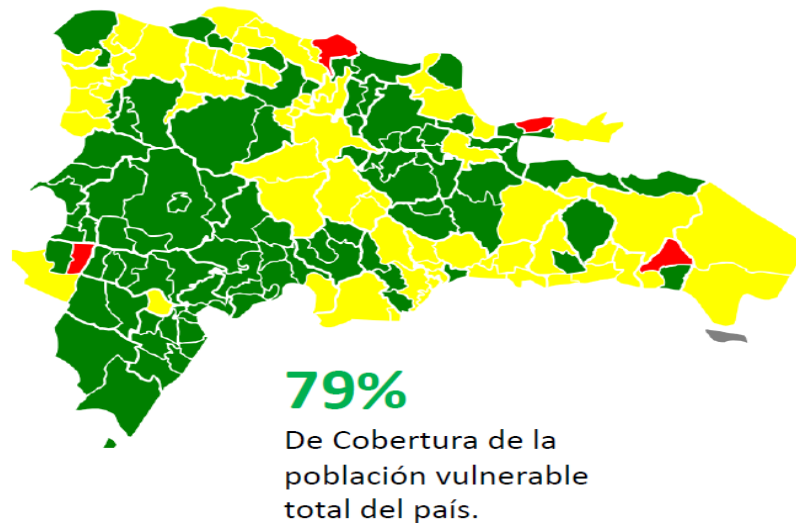 79%
De Cobertura de la
población vulnerable
total del país.